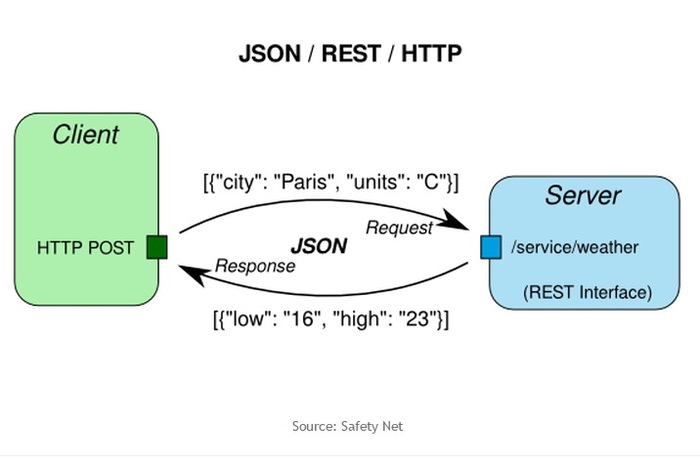 JSON / REST / HTTP
Client
HTTP POST
[{"city": "Paris", "units": "C"}]
Request
JSON
Response
[{"low": "16", "high": "23"}]
Server
/service/weather
(REST Interface)
Source: Safety Net